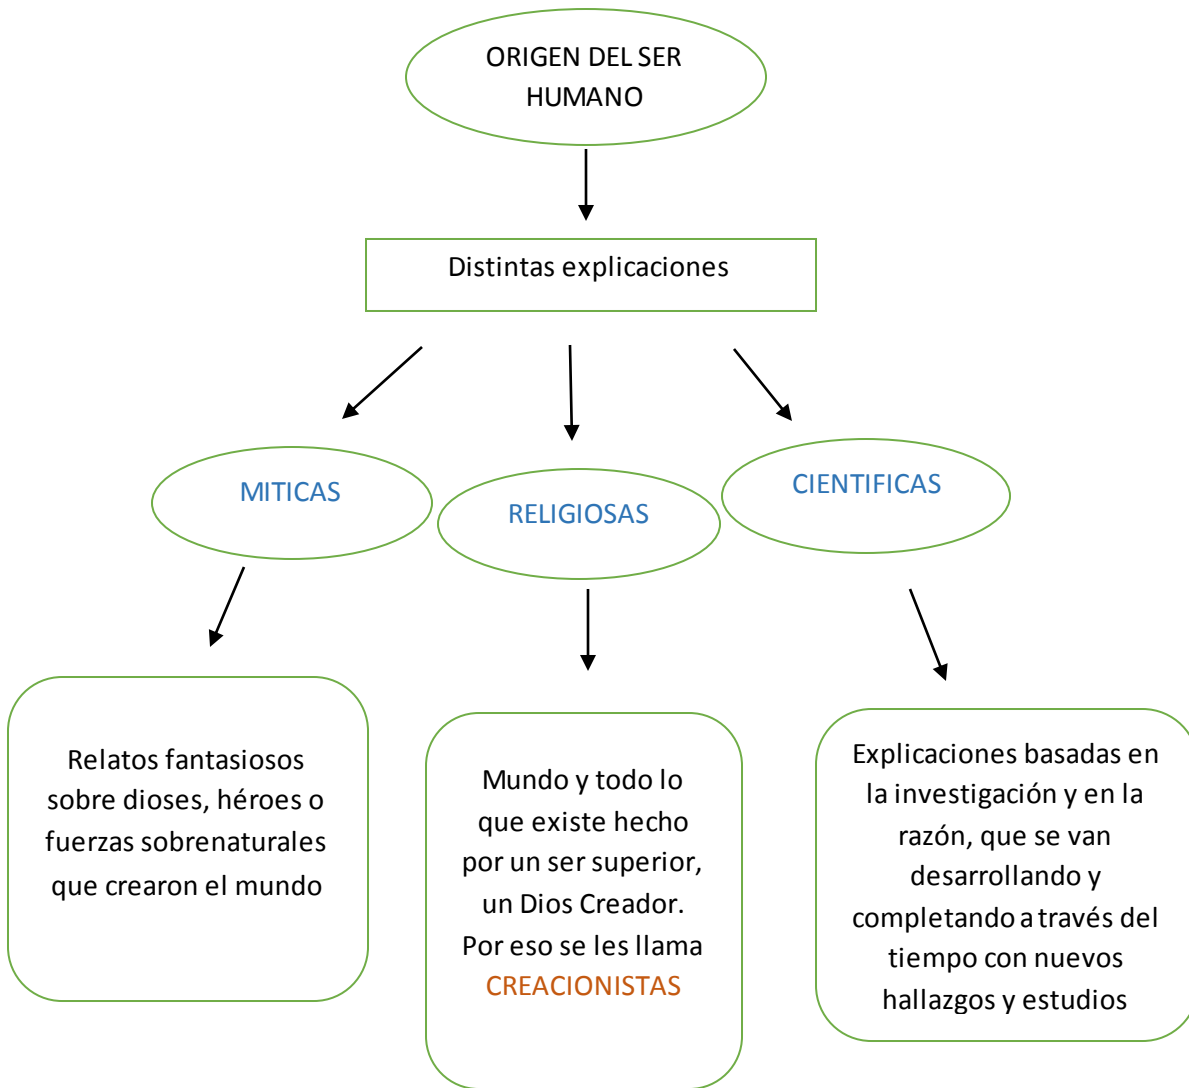 ORIGEN DEL SER
HUMANO
Distintas explicaciones
MITICAS
RELIGIOSAS
CIENTIFICAS
Relatos fantasiosos
sobre dioses, héroes o
fuerzas sobrenaturales
que crearon el mundo
Mundo y todo lo
que existe hecho
por un ser superior,
un Dios Creador.
Por eso se les llama
CREACIONISTAS
Explicaciones basadas en
la investigación y en la
razón, que se van
desarrollando y
completando a través del
tiempo con nuevos
hallazgos y estudios